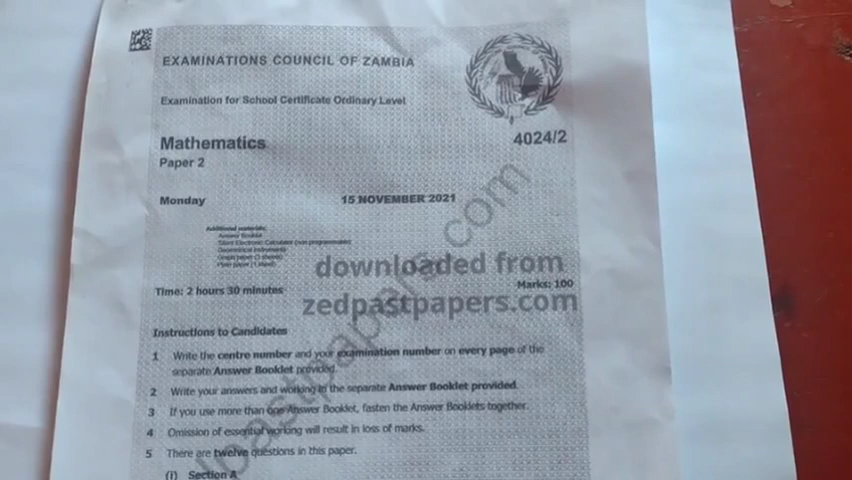 EXAMINATIONS COUNCIL OF ZAMBIA
Examination for School Certificate Ordinary Level
Mathematics
4024/2
Paper 2
Monday
15 NOVEMBER 2021
Additional materials:
Answer Booklet
Silent Electronic Calculator (non programmable)
Geometrical instruments
Graph paper (3 sheets)
Plain paper (1 sheet)
downloaded from
Time: 2 hours 30 minutes
Marks: 100
zedpastpapers.com
Instructions to Candidates
1 Write the centre number and your examination number on every page of the
separate Answer Booklet provided.
2 Write your answers and working in the separate Answer Booklet provided.
3 If you use more than one Answer Booklet, fasten the Answer Booklets together.
4 Omission of essential working will result in loss of marks.
5 There are twelve questions in this paper.
(i) Section A